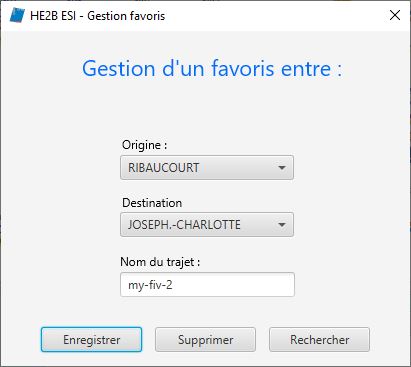 HE2B ESI - Gestion favoris
Gestion d'un favoris entre :
Origine :
RIBAUCOURT
Destination
JOSEPH.-CHARLOTTE
Nom du trajet :
my-fiv-2
Enregistrer Supprimer Rechercher